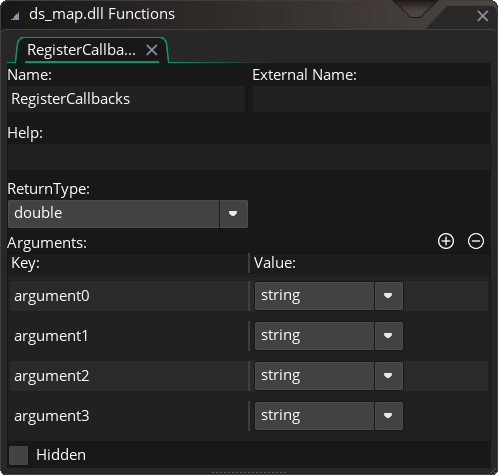 ds_map.dll Functions
RegisterCallba...
Name:
External Name:
RegisterCallbacks
Help:
ReturnType:
double
Arguments:
Key:
Value:
argument0
string
argument1
string
argument2
string
argument3
string
Hidden